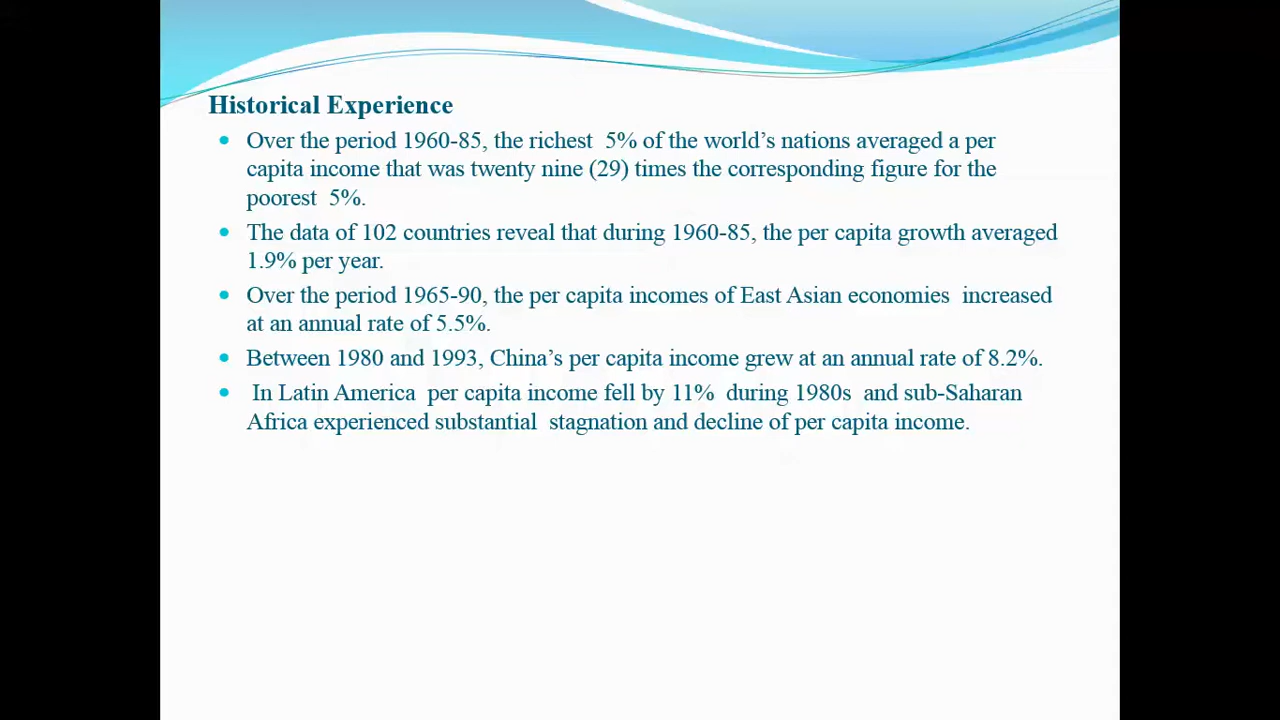 Historical Experience
• Over the period 1960-85, the richest 5% of the world's nations averaged a per
capita income that was twenty nine (29) times the corresponding figure for the
poorest 5%.
• The data of 102 countries reveal that during 1960-85, the per capita growth averaged
1.9% per year.
• Over the period 1965-90, the per capita incomes of East Asian economies increased
at an annual rate of 5.5%.
• Between 1980 and 1993, China's per capita income grew at an annual rate of 8.2%.
• In Latin America per capita income fell by 11% during 1980s and sub-Saharan
Africa experienced substantial stagnation and decline of per capita income.